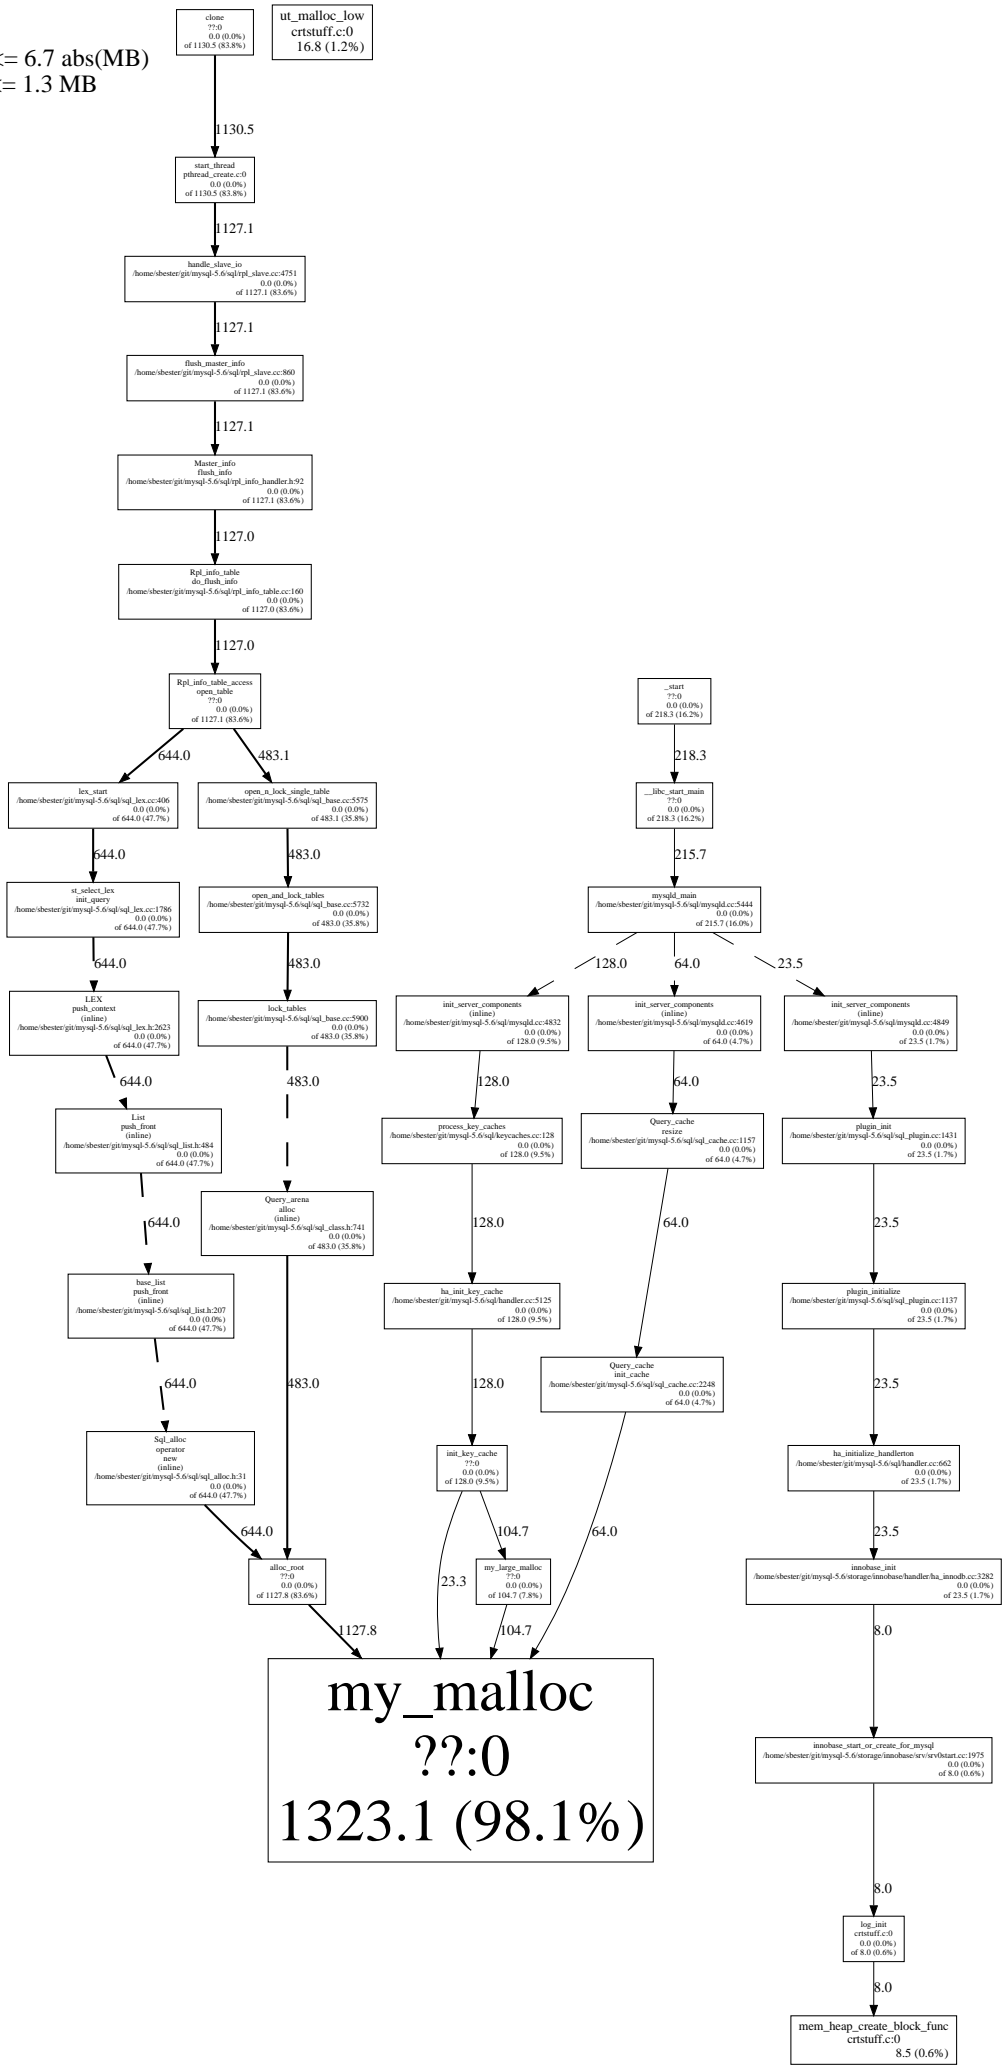 clone
??:0
0.0 (0.0%)
of 1130.5 (83.8%)
ut_malloc_low
crtstuff.c:0
16.8 (1.2%)
<= 6.7 abs(MB)
<= 1.3 MB
1130.5
start_thread
pthread_create.c:0
0.0 (0.0%)
of 1130.5 (83.8%)
1127.1
handle_slave_io
/home/sbester/git/mysql-5.6/sql/rpl_slave.cc:4751
0.0 (0.0%)
of 1127.1 (83.6%)
1127.1
flush_master_info
/home/sbester/git/mysql-5.6/sql/rpl_slave.cc:860
0.0 (0.0%)
of 1127.1 (83.6%)
1127.1
Master_info
flush_info
/home/sbester/git/mysql-5.6/sql/rpl_info_handler.h:92
0.0 (0.0%)
of 1127.1 (83.6%)
1127.0
Rpl_info_table
do_flush_info
/home/sbester/git/mysql-5.6/sql/rpl_info_table.cc:160
0.0 (0.0%)
of 1127.0 (83.6%)
1127.0
Rpl_info_table_access
open_table
??:0
0.0 (0.0%)
of 1127.1 (83.6%)
_start
??:0
0.0 (0.0%)
of 218.3 (16.2%)
644.0
483.1
218.3
lex_start
/home/sbester/git/mysql-5.6/sql/sql_lex.cc:406
0.0 (0.0%)
of 644.0 (47.7%)
open_n_lock_single_table
/home/sbester/git/mysql-5.6/sql/sql_base.cc:5575
0.0 (0.0%)
of 483.1 (35.8%)
__libc_start_main
??:0
0.0 (0.0%)
of 218.3 (16.2%)
644.0
483.0
215.7
st_select_lex
init_query
/home/sbester/git/mysql-5.6/sql/sql_lex.cc:1786
0.0 (0.0%)
of 644.0 (47.7%)
open_and_lock_tables
/home/sbester/git/mysql-5.6/sql/sql_base.cc:5732
0.0 (0.0%)
of 483.0 (35.8%)
mysqld_main
/home/sbester/git/mysql-5.6/sql/mysqld.cc:5444
0.0 (0.0%)
of 215.7 (16.0%)
644.0
483.0
128.0
64.0
23.5
LEX
push_context
(inline)
/home/sbester/git/mysql-5.6/sql/sql_lex.h:2623
0.0 (0.0%)
of 644.0 (47.7%)
lock_tables
/home/sbester/git/mysql-5.6/sql/sql_base.cc:5900
0.0 (0.0%)
of 483.0 (35.8%)
init_server_components
(inline)
/home/sbester/git/mysql-5.6/sql/mysqld.cc:4832
0.0 (0.0%)
of 128.0 (9.5%)
init_server_components
(inline)
/home/sbester/git/mysql-5.6/sql/mysqld.cc:4619
0.0 (0.0%)
of 64.0 (4.7%)
init_server_components
(inline)
/home/sbester/git/mysql-5.6/sql/mysqld.cc:4849
0.0 (0.0%)
of 23.5 (1.7%)
644.0
483.0
128.0
64.0
23.5
List
push_front
(inline)
/home/sbester/git/mysql-5.6/sql/sql_list.h:484
0.0 (0.0%)
of 644.0 (47.7%)
process_key_caches
/home/sbester/git/mysql-5.6/sql/keycaches.cc:128
0.0 (0.0%)
of 128.0 (9.5%)
Query_cache
resize
/home/sbester/git/mysql-5.6/sql/sql_cache.cc:1157
0.0 (0.0%)
of 64.0 (4.7%)
plugin_init
/home/sbester/git/mysql-5.6/sql/sql_plugin.cc:1431
0.0 (0.0%)
of 23.5 (1.7%)
644.0
Query_arena
alloc
(inline)
/home/sbester/git/mysql-5.6/sql/sql_class.h:741
0.0 (0.0%)
of 483.0 (35.8%)
128.0
64.0
23.5
base_list
push_front
(inline)
/home/sbester/git/mysql-5.6/sql/sql_list.h:207
0.0 (0.0%)
of 644.0 (47.7%)
ha_init_key_cache
/home/sbester/git/mysql-5.6/sql/handler.cc:5125
0.0 (0.0%)
of 128.0 (9.5%)
plugin_initialize
/home/sbester/git/mysql-5.6/sql/sql_plugin.cc:1137
0.0 (0.0%)
of 23.5 (1.7%)
644.0
483.0
128.0
Query_cache
init_cache
/home/sbester/git/mysql-5.6/sql/sql_cache.cc:2248
0.0 (0.0%)
of 64.0 (4.7%)
23.5
Sql_alloc
operator
new
(inline)
/home/sbester/git/mysql-5.6/sql/sql_alloc.h:31
0.0 (0.0%)
of 644.0 (47.7%)
init_key_cache
??:0
0.0 (0.0%)
of 128.0 (9.5%)
ha_initialize_handlerton
/home/sbester/git/mysql-5.6/sql/handler.cc:662
0.0 (0.0%)
of 23.5 (1.7%)
644.0
104.7
64.0
23.5
alloc_root
??:0
0.0 (0.0%)
of 1127.8 (83.6%)
23.3
my_large_malloc
??:0
0.0 (0.0%)
of 104.7 (7.8%)
innobase_init
/home/sbester/git/mysql-5.6/storage/innobase/handler/ha_innodb.cc:3282
0.0 (0.0%)
of 23.5 (1.7%)
1127.8
104.7
8.0
my_malloc
??:0
1323.1 (98.1%)
innobase_start_or_create_for_mysql
/home/sbester/git/mysql-5.6/storage/innobase/srv/srv0start.cc:1975
0.0 (0.0%)
of 8.0 (0.6%)
8.0
log_init
crtstuff.c:0
0.0 (0.0%)
of 8.0 (0.6%)
8.0
mem_heap_create_block_func
crtstuff.c:0
8.5 (0.6%)